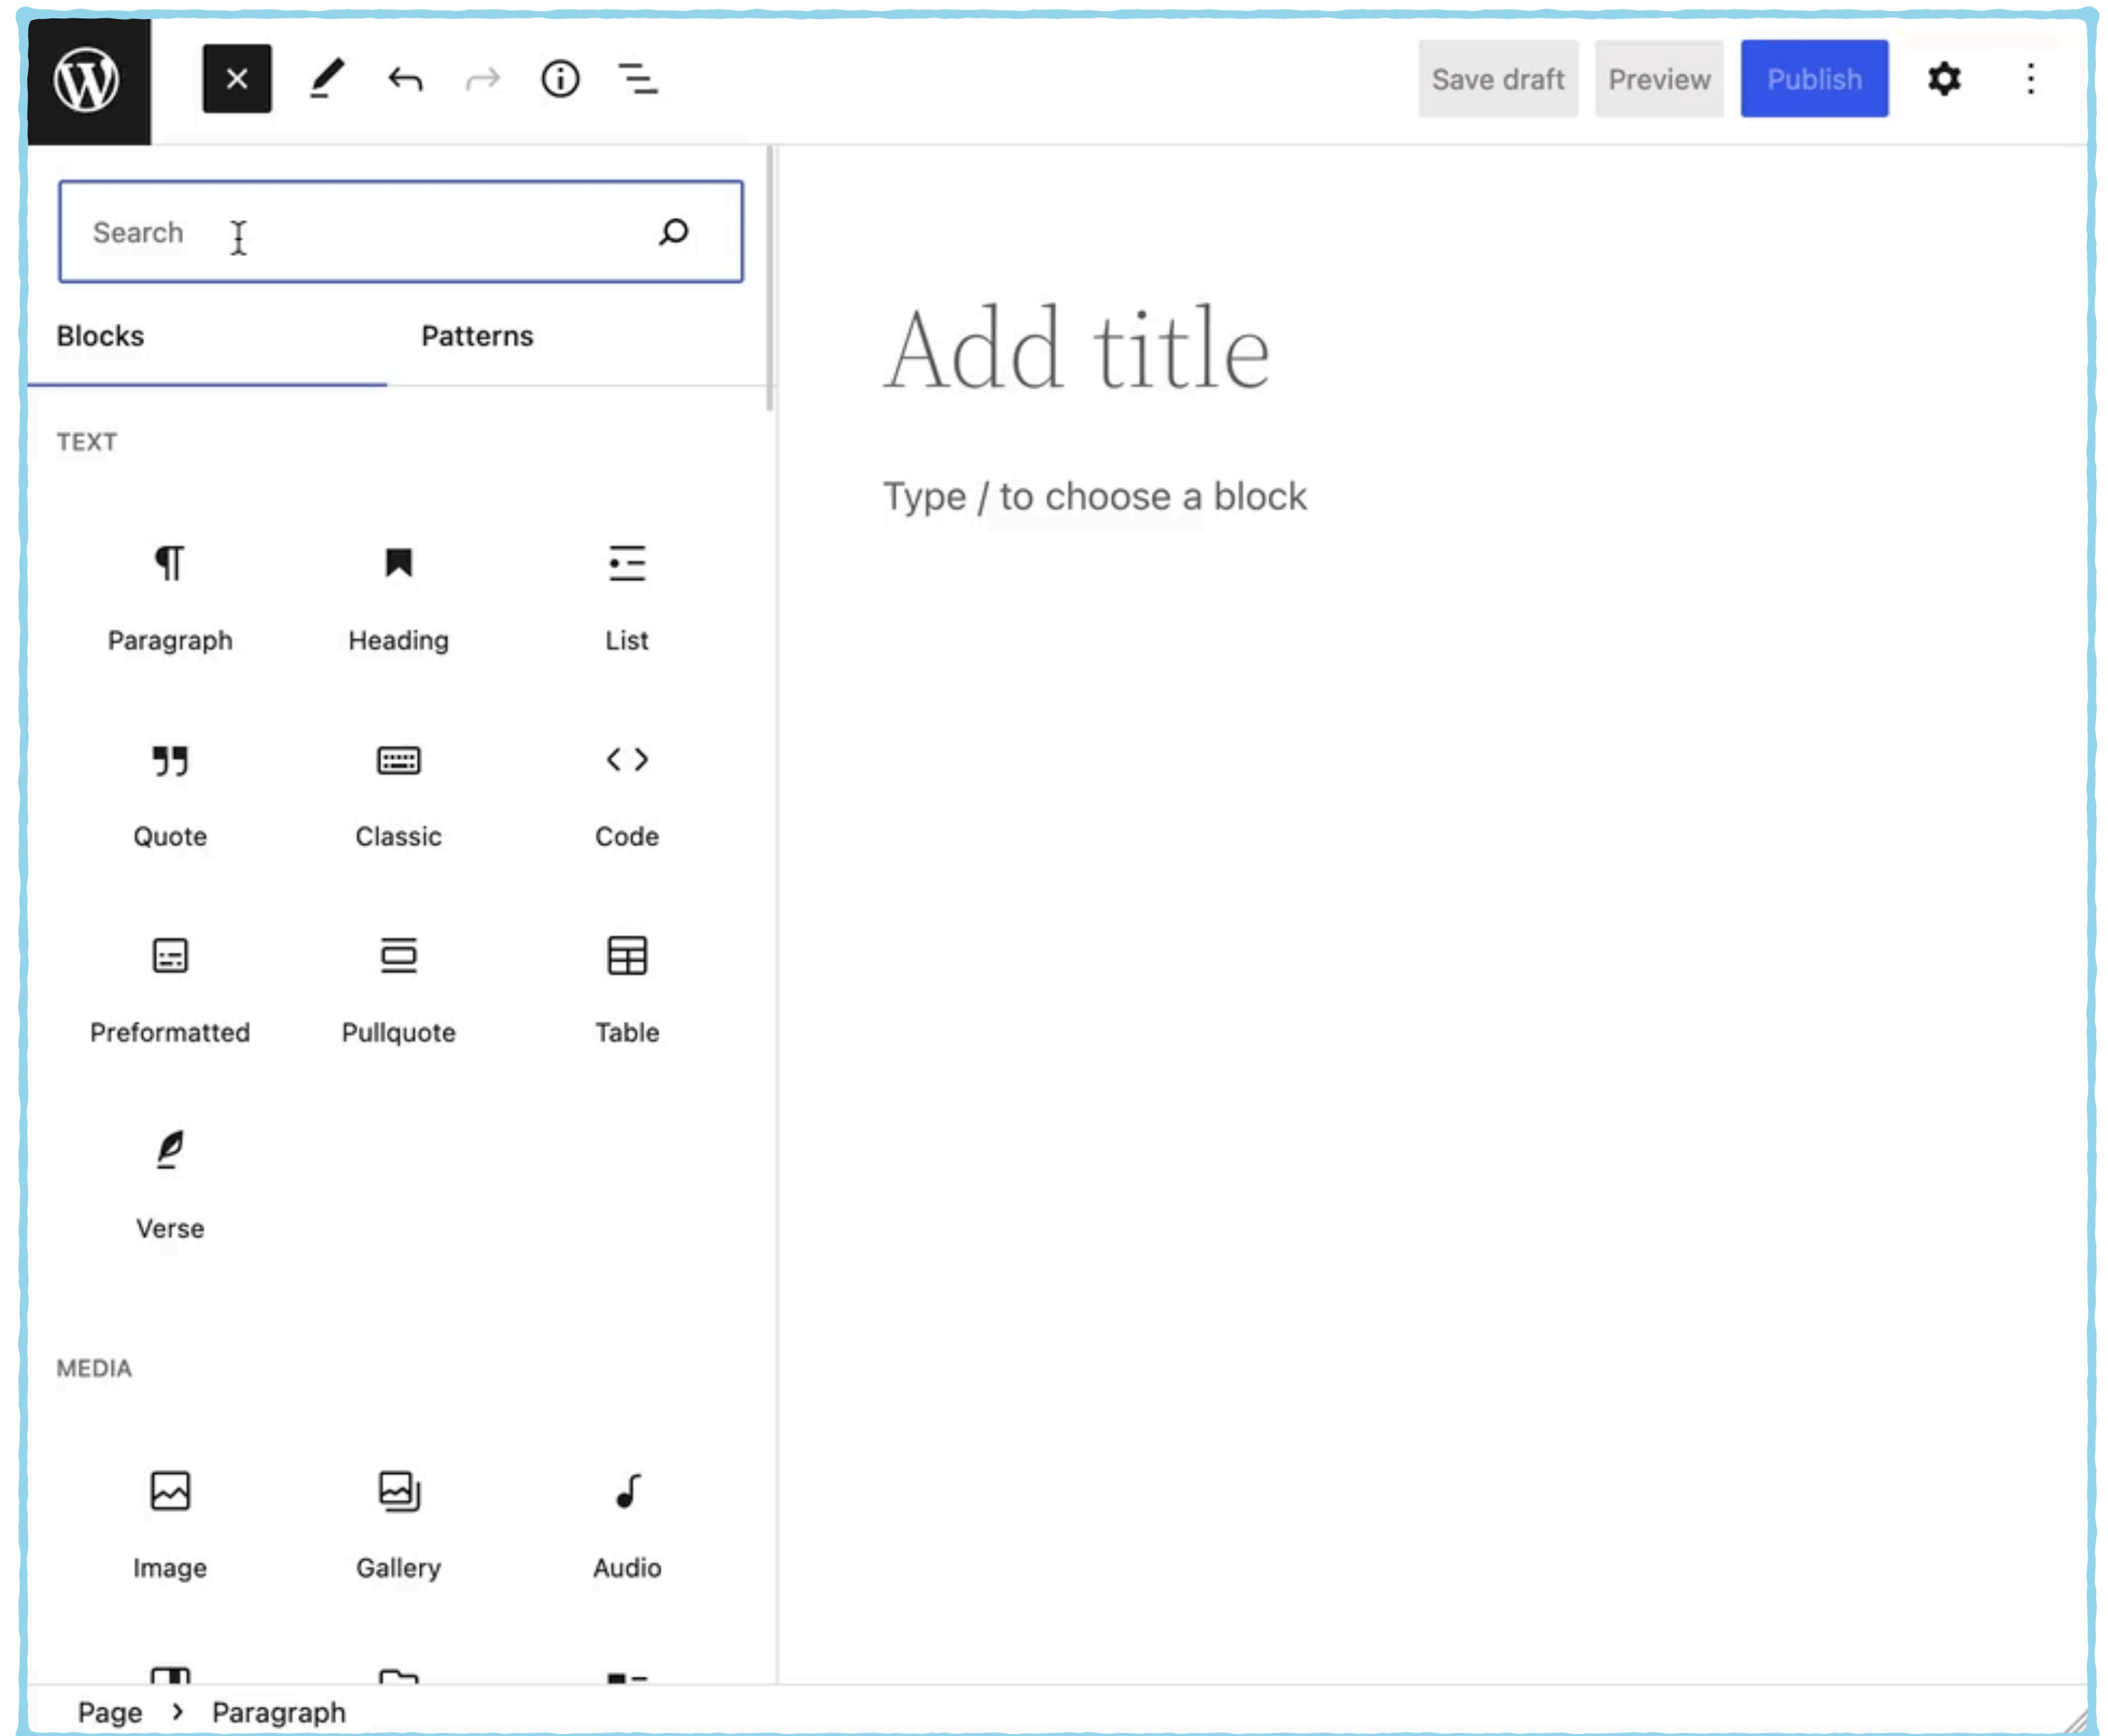 Save draft Preview Publish
Search
Blocks Patterns
Add title
Type / to choose a block
TEXT
Paragraph Heading List
Quote Classic Code
Preformatted Pullquote Table
Verse
MEDIA
Image Gallery Audio
Page > Paragraph